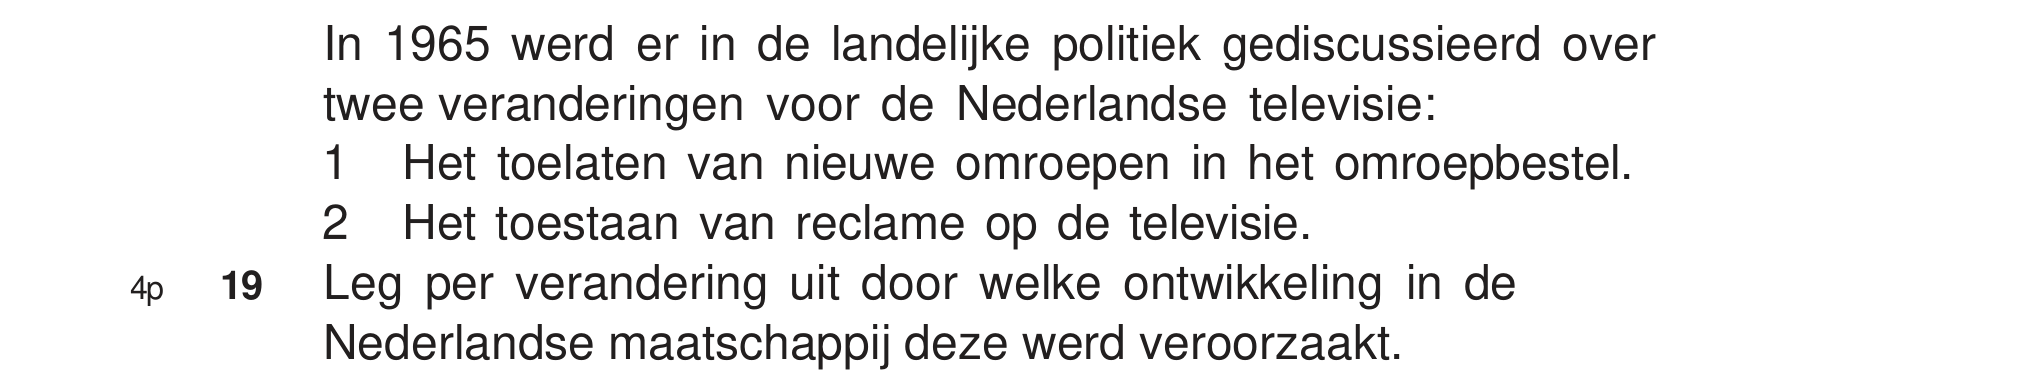 In 1965 werd er in de landelijke politiek gediscussieerd over
twee veranderingen voor de Nederlandse televisie:
1 Het toelaten van nieuwe omroepen in het omroepbestel.
2 Het toestaan van reclame op de televisie.
4p 19 Leg per verandering uit door welke ontwikkeling in de
Nederlandse maatschappij deze werd veroorzaakt.